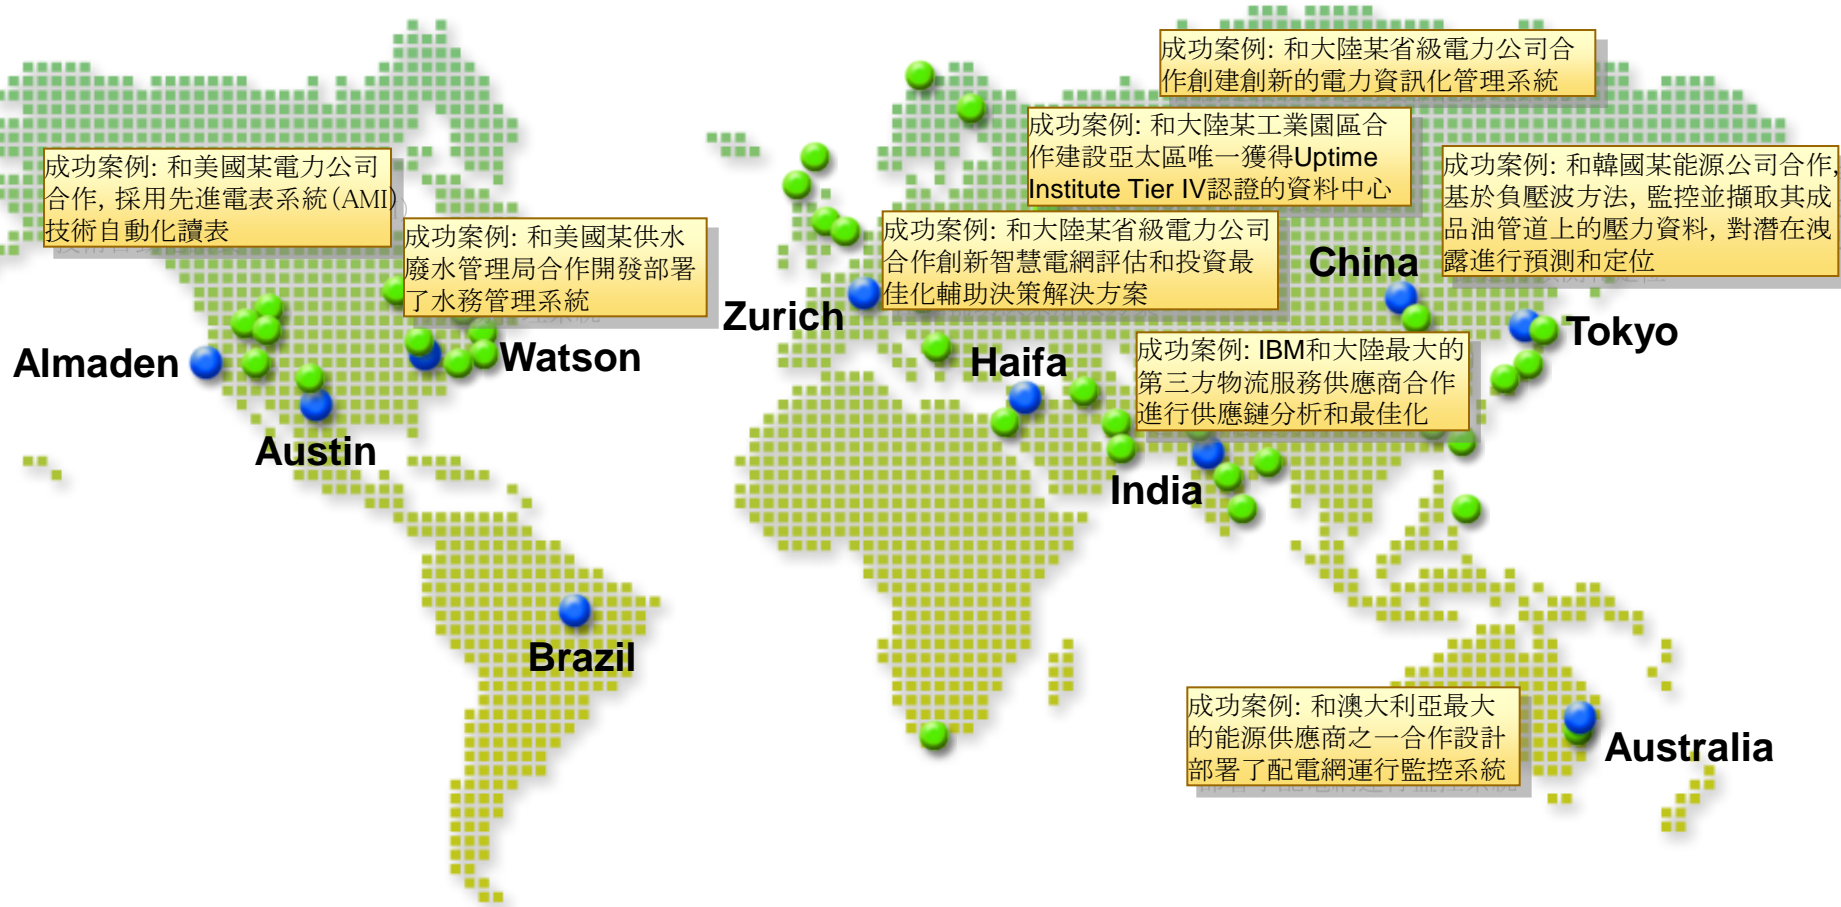 成功案例: 和大陸某省級電力公司合
作創建創新的電力資訊化管理系統
成功案例: 和大陸某工業園區合
作建設亞太區唯一獲得Uptime
Institute Tier IV認證的資料中心
成功案例: 和美國某電力公司
合作, 採用先進電表系統(AMI)
技術自動化讀表
成功案例: 和韓國某能源公司合作,
基於負壓波方法, 監控並擷取其成
品油管道上的壓力資料, 對潛在洩
露進行預測和定位
成功案例: 和美國某供水
廢水管理局合作開發部署
了水務管理系統
成功案例: 和大陸某省級電力公司
合作創新智慧電網評估和投資最
佳化輔助決策解決方案
China
Zurich
Tokyo
Almaden
Watson
Haifa
成功案例: IBM和大陸最大的
第三方物流服務供應商合作
進行供應鏈分析和最佳化
Austin
India
Brazil
成功案例: 和澳大利亞最大
的能源供應商之一合作設計
部署了配電網運行監控系統
Australia